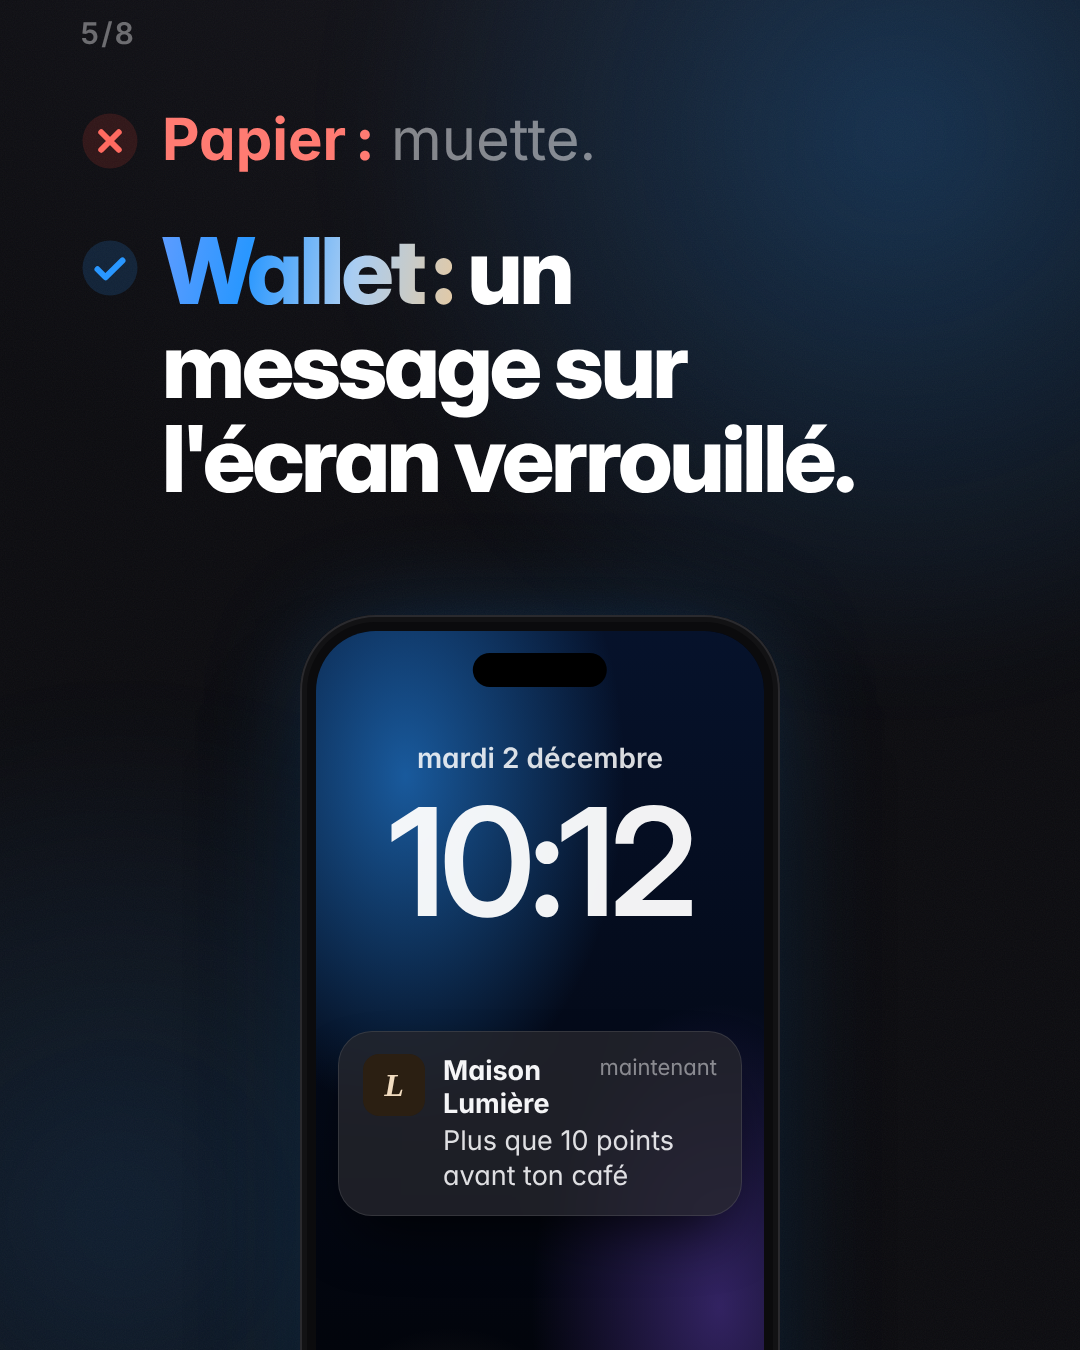 5/8
Papier : muette.
Wallet : un
message sur
l'écran verrouillé.
mardi 2 décembre
10:12
L
Maison maintenant
Lumière
Plus que 10 points
avant ton café